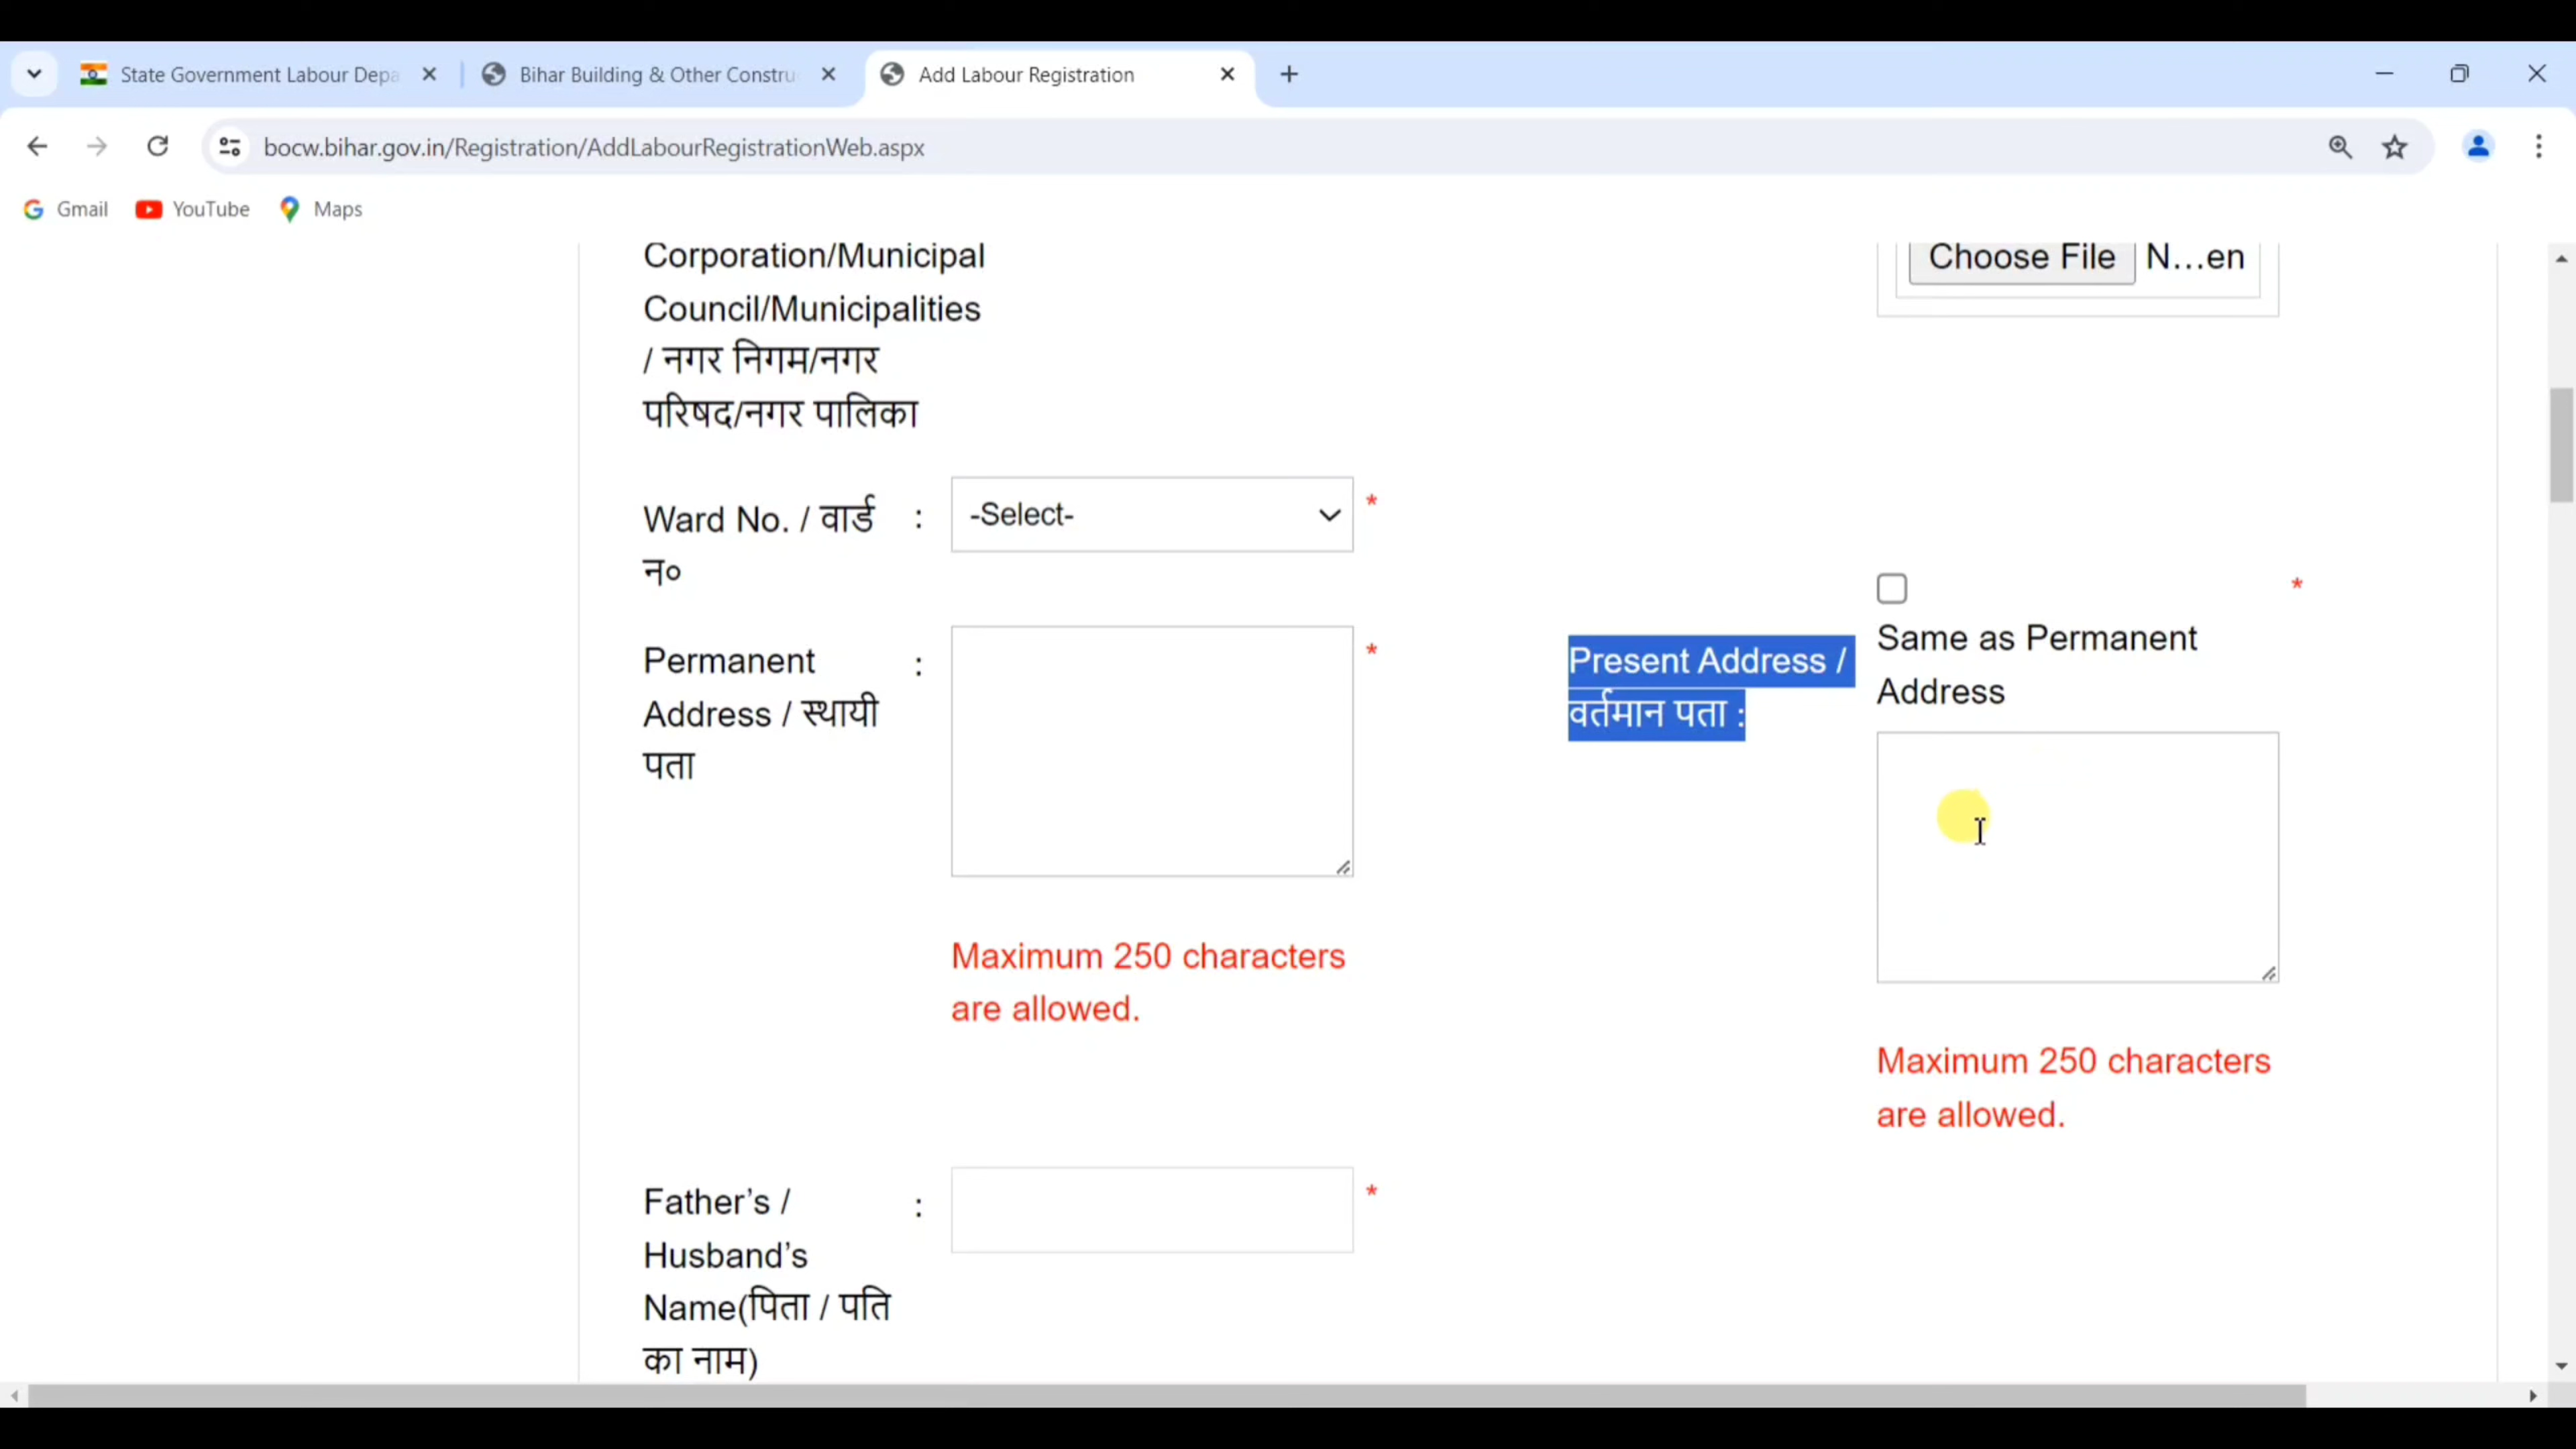 State Government Labour Depa
Bihar Building & Other Constru
Add Labour Registration
bocw.bihar.gov.in/Registration/AddLabourRegistrationWeb.aspx
Gmail
YouTube
Maps
Corporation/Municipal
Council/Municipalities
/ नगर निगम/नगर
परिषद/नगर पालिका
Choose File N...en
Ward No. / वार्ड :
न०
-Select- *
Permanent :
Address / स्थायी
पता
*
Maximum 250 characters
are allowed.
Present Address /
वर्तमान पता :
*
Same as Permanent
Address
Maximum 250 characters
are allowed.
Father’s / :
Husband’s
Name(पिता / पति
का नाम)
*